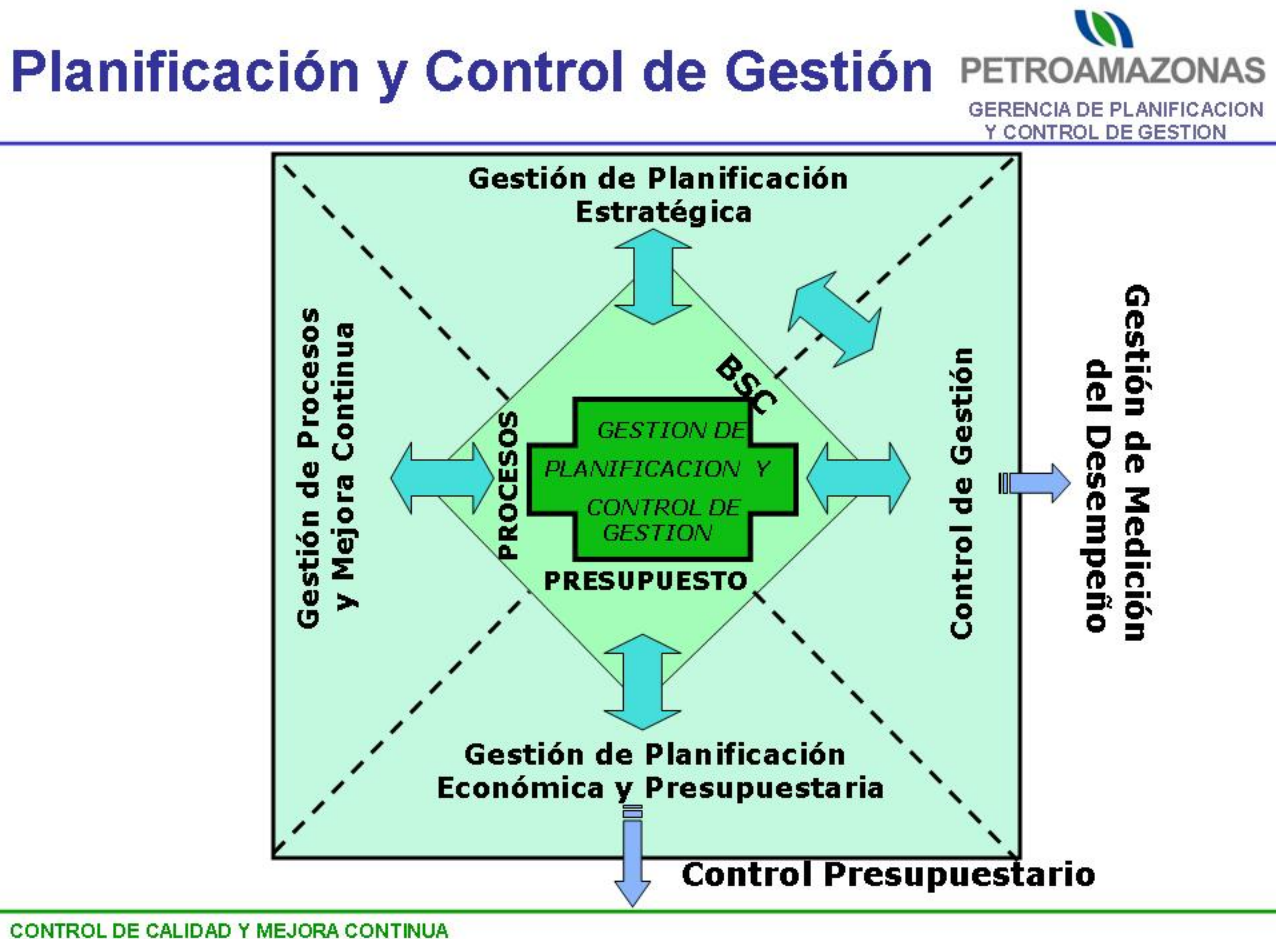 Planificación y Control de Gestión
PETROAMAZONAS
GERENCIA DE PLANIFICACION
Y CONTROL DE GESTION
Gestión de Planificación
Estratégica
Gestión de Procesos
y Mejora Continua
PROCESOS
BSC
GESTION DE
PLANIFICACION Y
CONTROL DE
GESTION
PRESUPUESTO
Control de Gestión
Gestión de Medición
del Desempeño
Gestión de Planificación
Económica y Presupuestaria
Control Presupuestario
CONTROL DE CALIDAD Y MEJORA CONTINUA